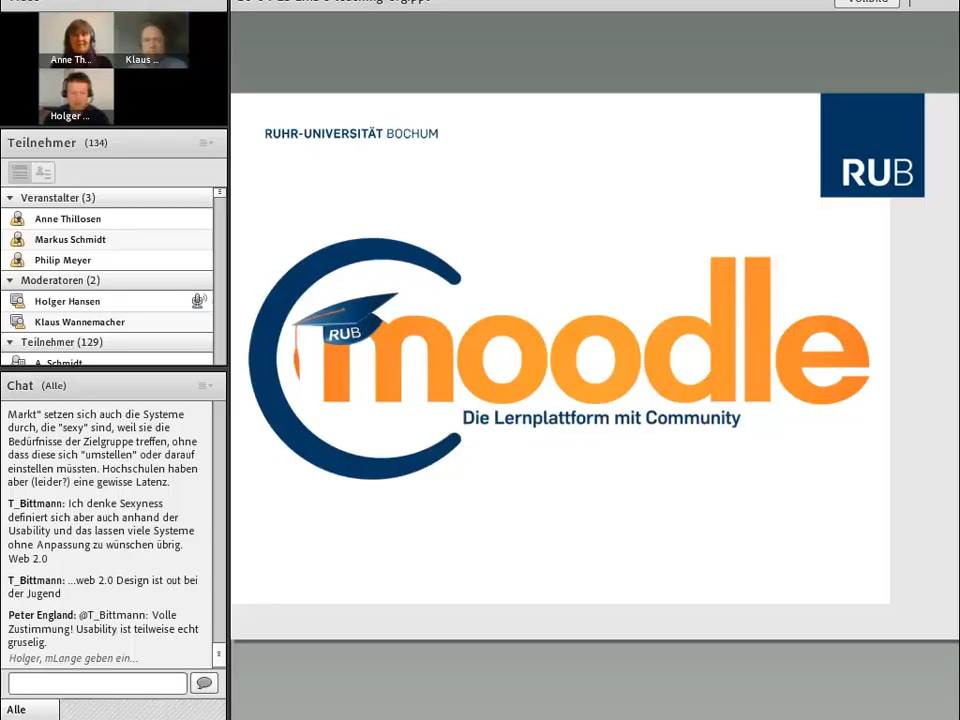 Vollbild
Anne Th...
Klaus ...
Holger ...
Teilnehmer (134)
Veranstalter (3)
Anne Thillosen
Markus Schmidt
Philip Meyer
Moderatoren (2)
Holger Hansen
Klaus Wannemacher
Teilnehmer (129)
A. Schmidt
Chat (Alle)
Markt" setzen sich auch die Systeme
durch, die "sexy" sind, weil sie die
Bedürfnisse der Zielgruppe treffen, ohne
dass diese sich "umstellen" oder darauf
einstellen müssten. Hochschulen haben
aber (leider?) eine gewisse Latenz.
T_Bittmann: Ich denke Sexyness
definiert sich aber auch anhand der
Usability und das lassen viele Systeme
ohne Anpassung zu wünschen übrig.
Web 2.0
T_Bittmann: ...web 2.0 Design ist out bei
der Jugend
Peter England: @T_Bittmann: Volle
Zustimmung! Usability ist teilweise echt
gruselig.
Holger, mLange geben ein...
Alle
RUHR-UNIVERSITÄT BOCHUM
RUB
RUB
moodle
Die Lernplattform mit Community